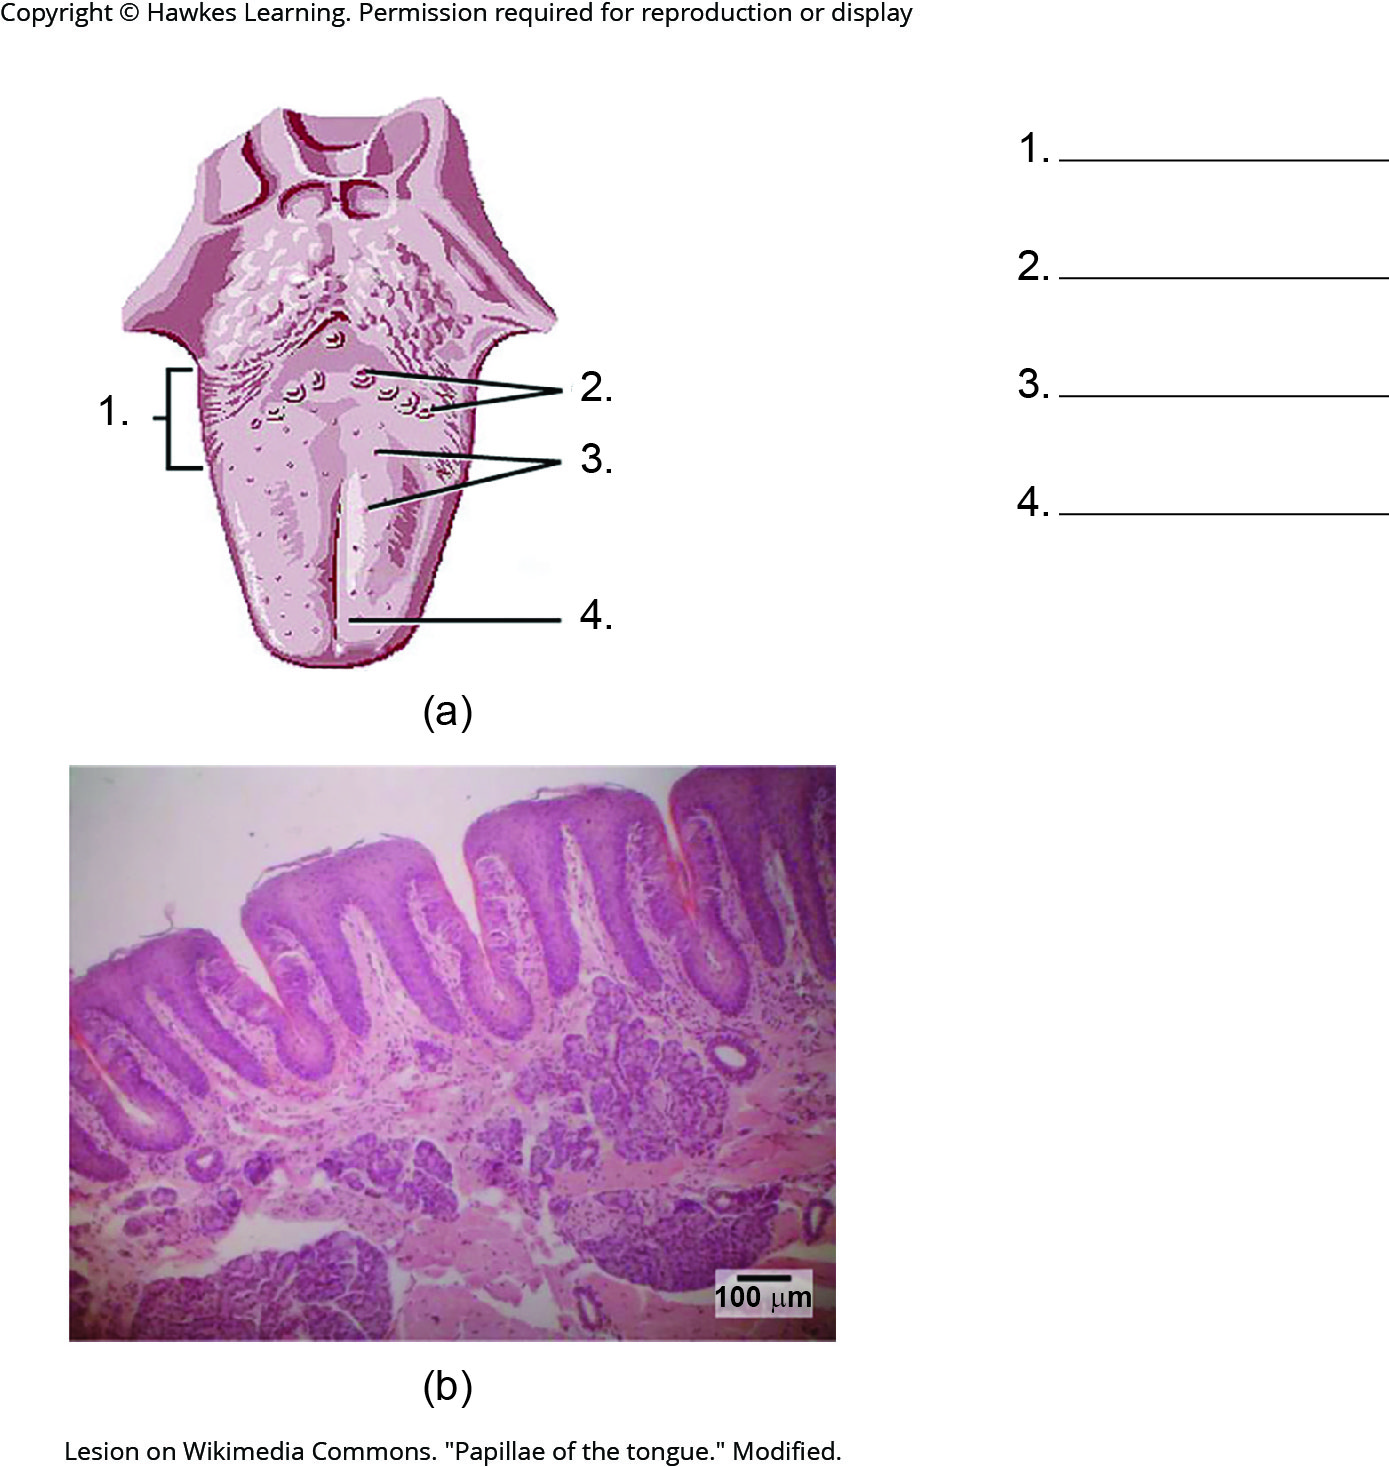 Copyright © Hawkes Learning. Permission required for reproduction or display
1.
2.
3.
4.
1.
2.
3.
4.
(a)
100 μm
(b)
Lesion on Wikimedia Commons. "Papillae of the tongue." Modified.